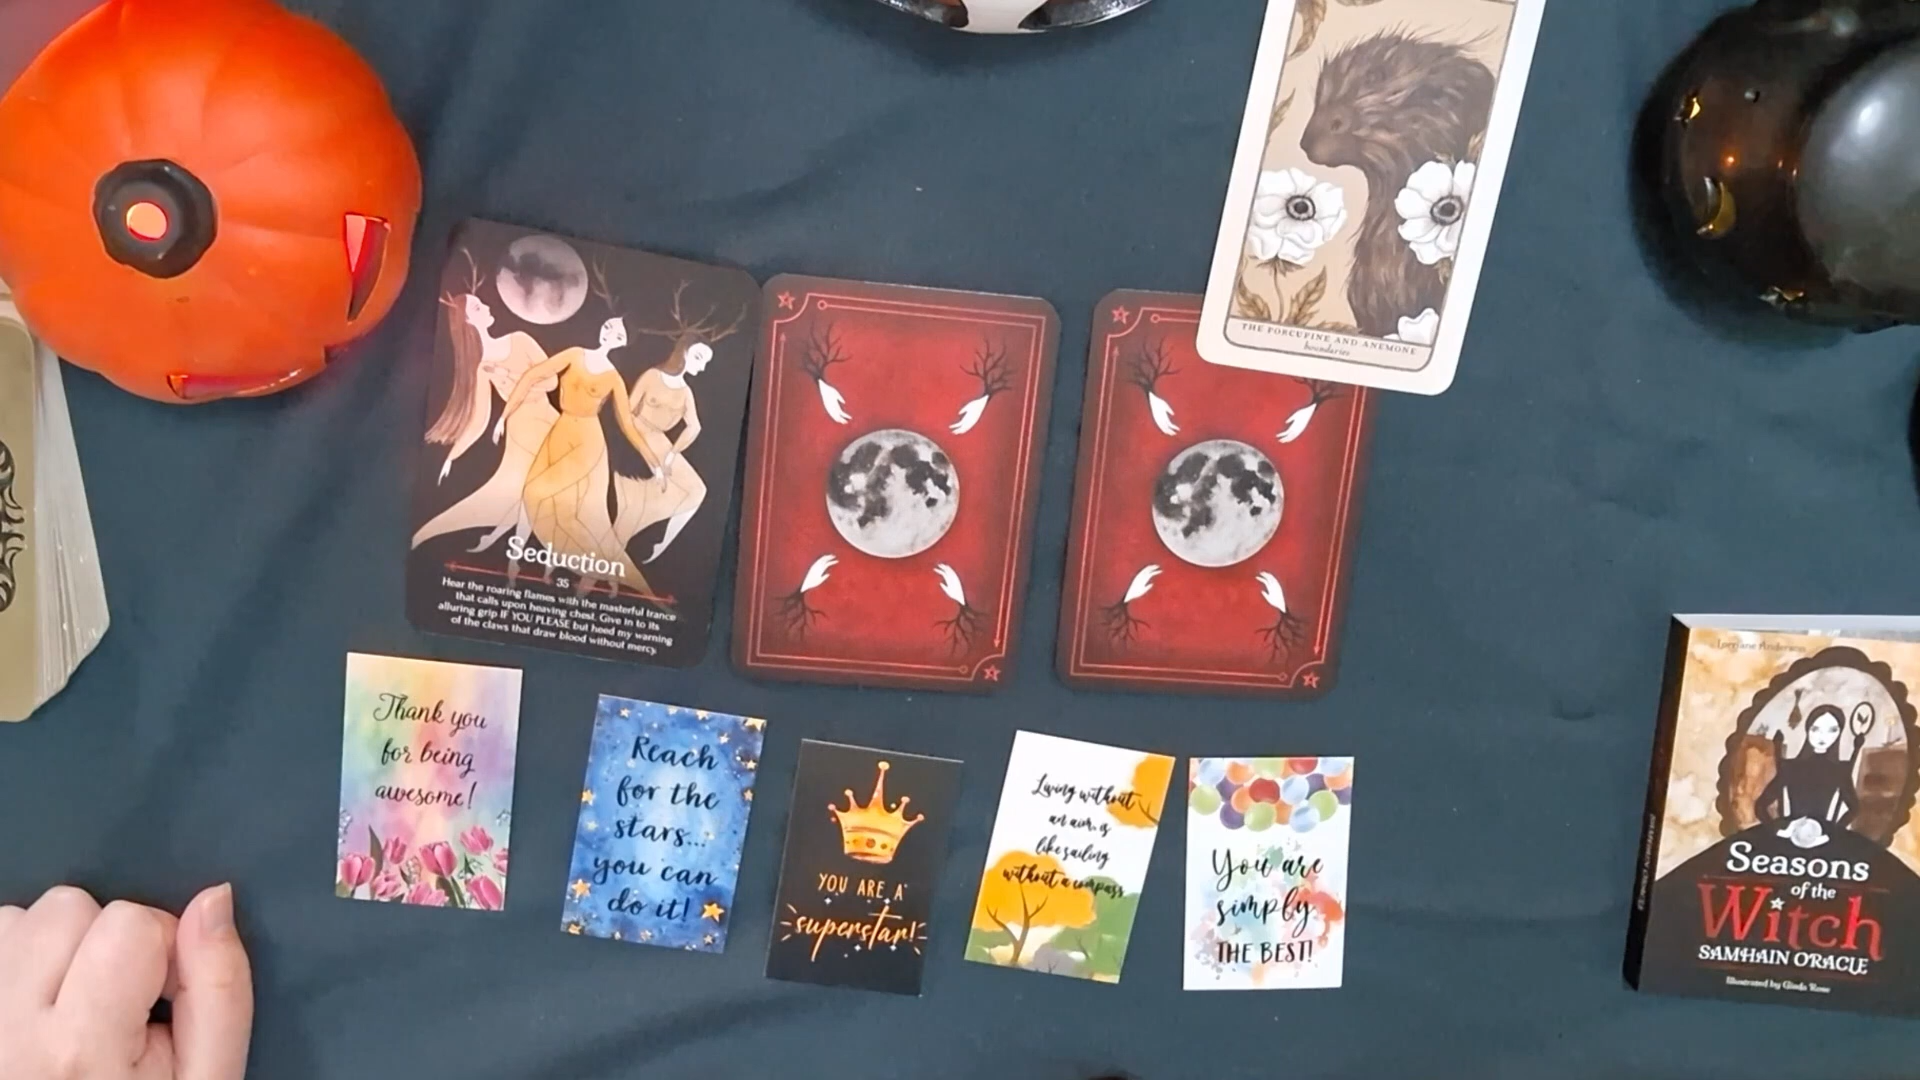 THE PORCUPINE AND ANEMONE
boundaries
Seduction
35
Hear the roaring flames with the masterful trance
that calls upon heaving chest. Give in to its
alluring grip IF YOU PLEASE but heed my warning
of the claws that draw blood without mercy.
Thank you
for being
awesome!
Reach
for the
stars...
you can
do it!
YOU ARE A
superstar!
Living without
an aim, is
like sailing
without a compass
You are
simply
THE BEST!
Lorriane Anderson
Seasons
of the
Witch
SAMHAIN ORACLE
Illustrated by Giada Rose